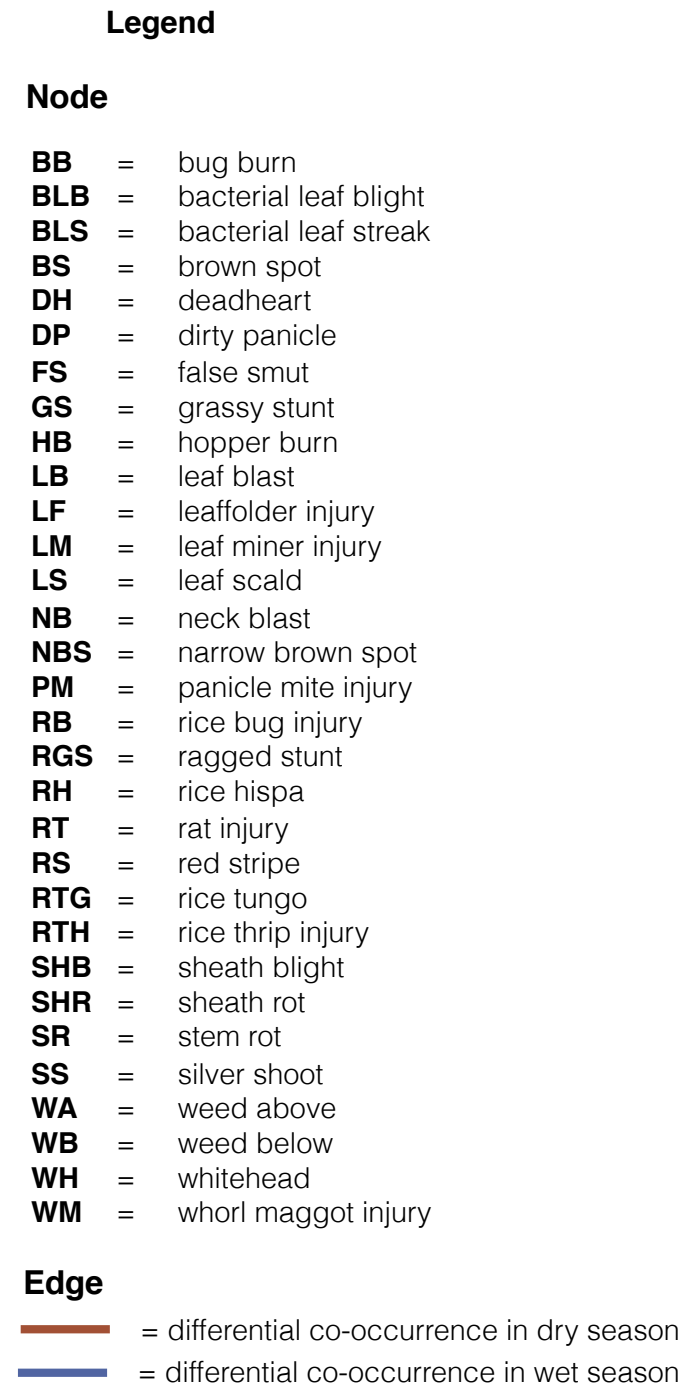 Legend
Node
BB = bug burn
BLB = bacterial leaf blight
BLS = bacterial leaf streak
BS = brown spot
DH = deadheart
DP = dirty panicle
FS = false smut
GS = grassy stunt
HB = hopper burn
LB = leaf blast
LF = leaffolder injury
LM = leaf miner injury
LS = leaf scald
NB = neck blast
NBS = narrow brown spot
PM = panicle mite injury
RB = rice bug injury
RGS = ragged stunt
RH = rice hispa
RT = rat injury
RS = red stripe
RTG = rice tungo
RTH = rice thrip injury
SHB = sheath blight
SHR = sheath rot
SR = stem rot
SS = silver shoot
WA = weed above
WB = weed below
WH = whitehead
WM = whorl maggot injury
Edge
= differential co-occurrence in dry season
= differential co-occurrence in wet season